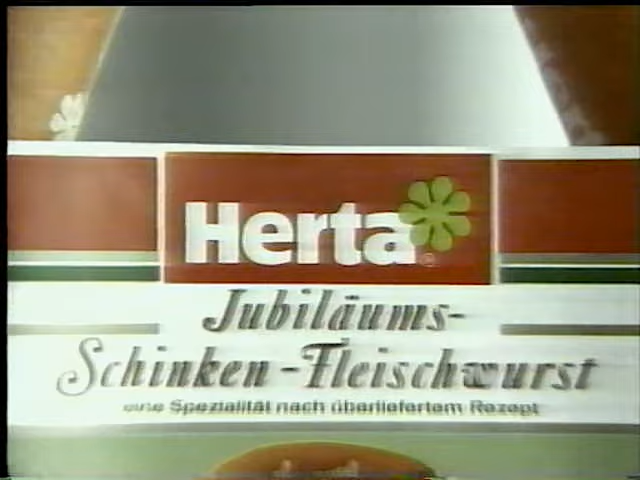 Herta®
Jubiläums-
Schinken-Fleischwurst
eine Spezialität nach überliefertem Rezept